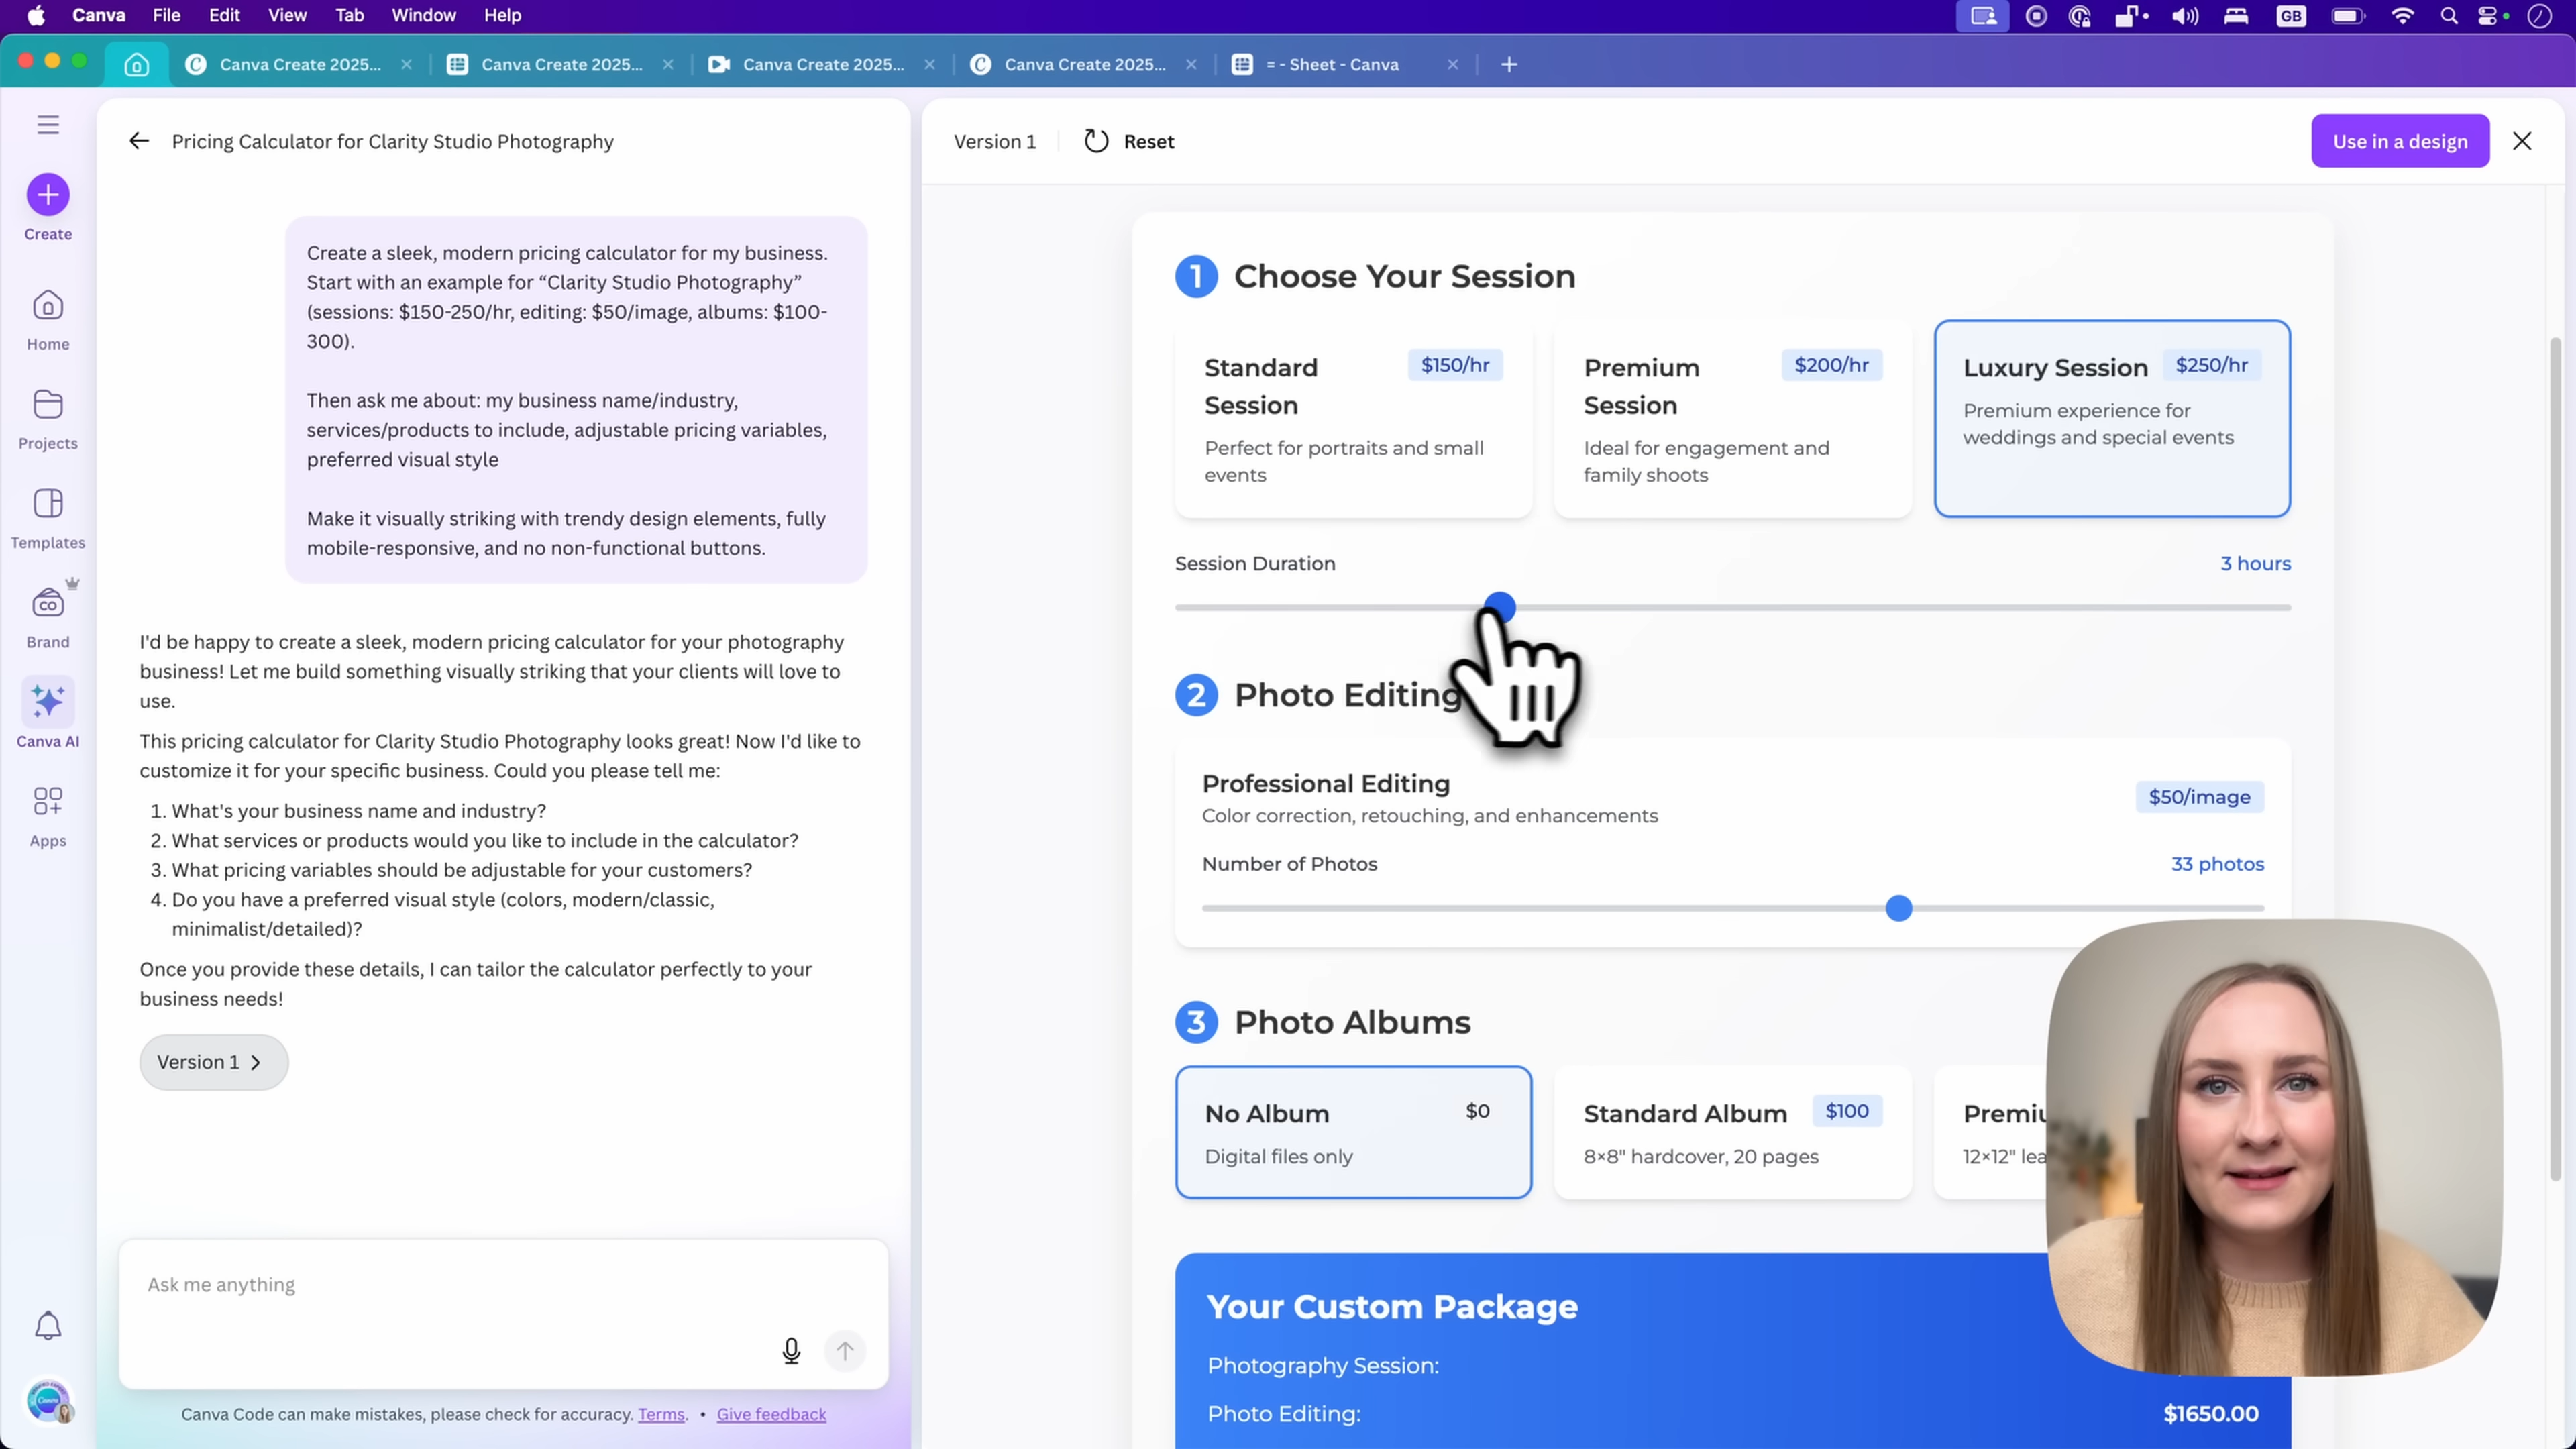 Canva File Edit View Tab Window Help
GB
Canva Create 2025...
Canva Create 2025...
Canva Create 2025...
Canva Create 2025...
= - Sheet - Canva
Create
Home
Projects
Templates
CO
Brand
Canva AI
Apps
Pricing Calculator for Clarity Studio Photography
Create a sleek, modern pricing calculator for my business.
Start with an example for “Clarity Studio Photography”
(sessions: $150-250/hr, editing: $50/image, albums: $100-
300).
Then ask me about: my business name/industry,
services/products to include, adjustable pricing variables,
preferred visual style
Make it visually striking with trendy design elements, fully
mobile-responsive, and no non-functional buttons.
I'd be happy to create a sleek, modern pricing calculator for your photography
business! Let me build something visually striking that your clients will love to
use.
This pricing calculator for Clarity Studio Photography looks great! Now I'd like to
customize it for your specific business. Could you please tell me:
1. What's your business name and industry?
2. What services or products would you like to include in the calculator?
3. What pricing variables should be adjustable for your customers?
4. Do you have a preferred visual style (colors, modern/classic,
minimalist/detailed)?
Once you provide these details, I can tailor the calculator perfectly to your
business needs!
Version 1
Ask me anything
Canva Code can make mistakes, please check for accuracy. Terms. • Give feedback
Version 1 Reset
Use in a design
1 Choose Your Session
Standard
Session
$150/hr
Perfect for portraits and small
events
Premium
Session
$200/hr
Ideal for engagement and
family shoots
Luxury Session $250/hr
Premium experience for
weddings and special events
Session Duration 3 hours
2 Photo Editing
Professional Editing
Color correction, retouching, and enhancements
$50/image
Number of Photos 33 photos
3 Photo Albums
No Album $0
Digital files only
Standard Album $100
8×8" hardcover, 20 pages
12×12"
Your Custom Package
Photography Session:
Photo Editing: $1650.00